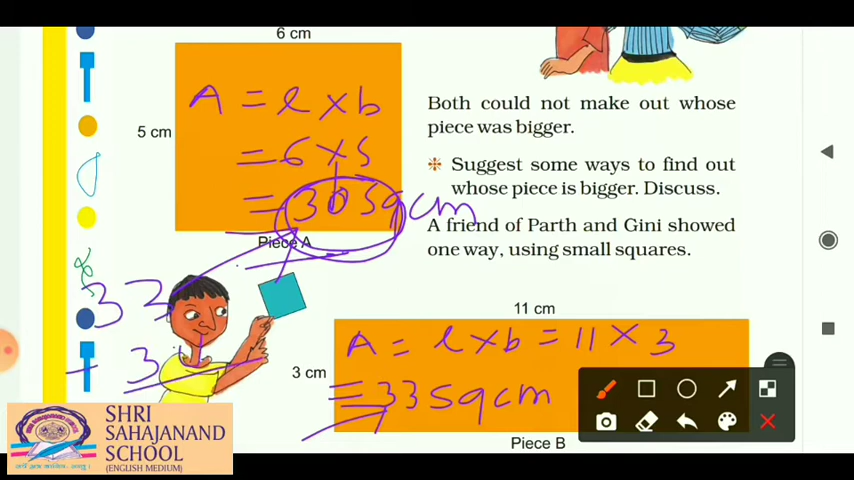 6 cm
A = l x b
5 cm
= 6 x 5
= 30 sq cm
Piece A
Both could not make out whose
piece was bigger.
Suggest some ways to find out
whose piece is bigger. Discuss.
A friend of Parth and Gini showed
one way, using small squares.
33
- 3
11 cm
A = l x b = 11 x 3
3 cm
= 33 sq cm
Piece B
SHRI
SAHAJANAND
SCHOOL
(ENGLISH MEDIUM)